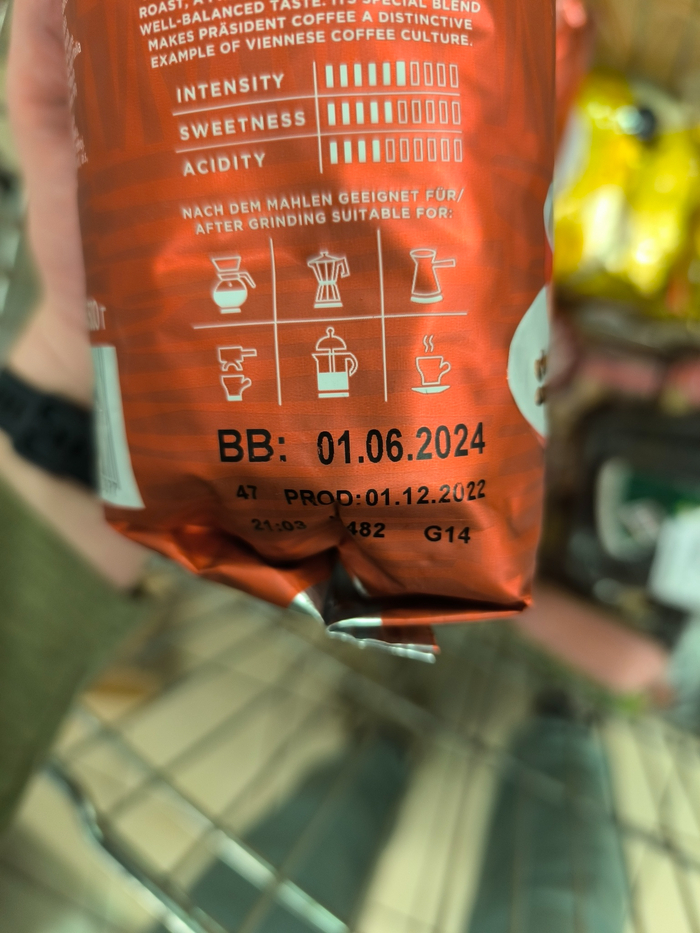 ROAST, A
WELL-BALANCED TASTE. ITS SPECIAL BLEND
MAKES PRÄSIDENT COFFEE A DISTINCTIVE
EXAMPLE OF VIENNESE COFFEE CULTURE.
INTENSITY
SWEETNESS
ACIDITY
NACH DEM MAHLEN GEEIGNET FÜR/
AFTER GRINDING SUITABLE FOR:
BB: 01.06.2024
47 PROD:01.12.2022
21:03 482 G14